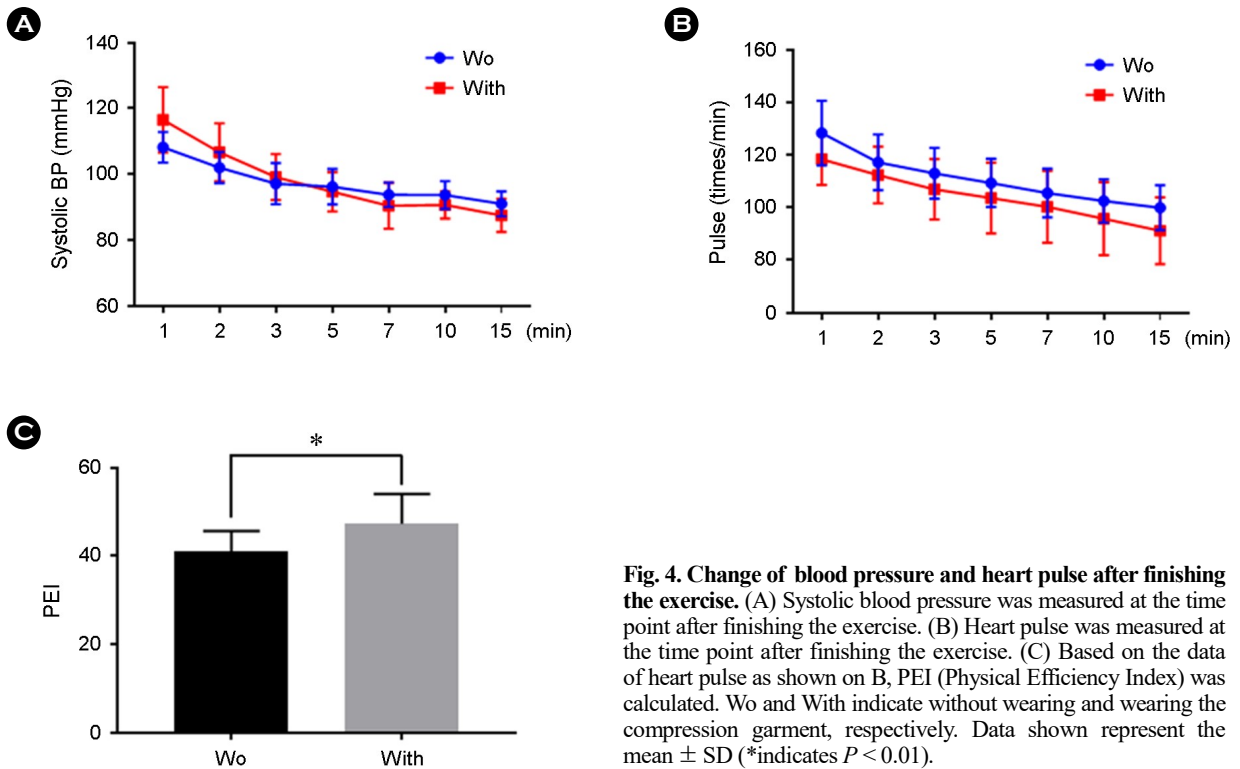 A
140
120
100
80
60
Systolic BP (mmHg)
Wo
With
1 2 3 5 7 10 15 (min)
B
160
140
120
100
80
0
Pulse (times/min)
Wo
With
1 2 3 5 7 10 15 (min)
C
60
40
20
0
PEI
*
Wo With
Fig. 4. Change of blood pressure and heart pulse after finishing
the exercise. (A) Systolic blood pressure was measured at the time
point after finishing the exercise. (B) Heart pulse was measured at
the time point after finishing the exercise. (C) Based on the data
of heart pulse as shown on B, PEI (Physical Efficiency Index) was
calculated. Wo and With indicate without wearing and wearing the
compression garment, respectively. Data shown represent the
mean ± SD (*indicates P < 0.01).